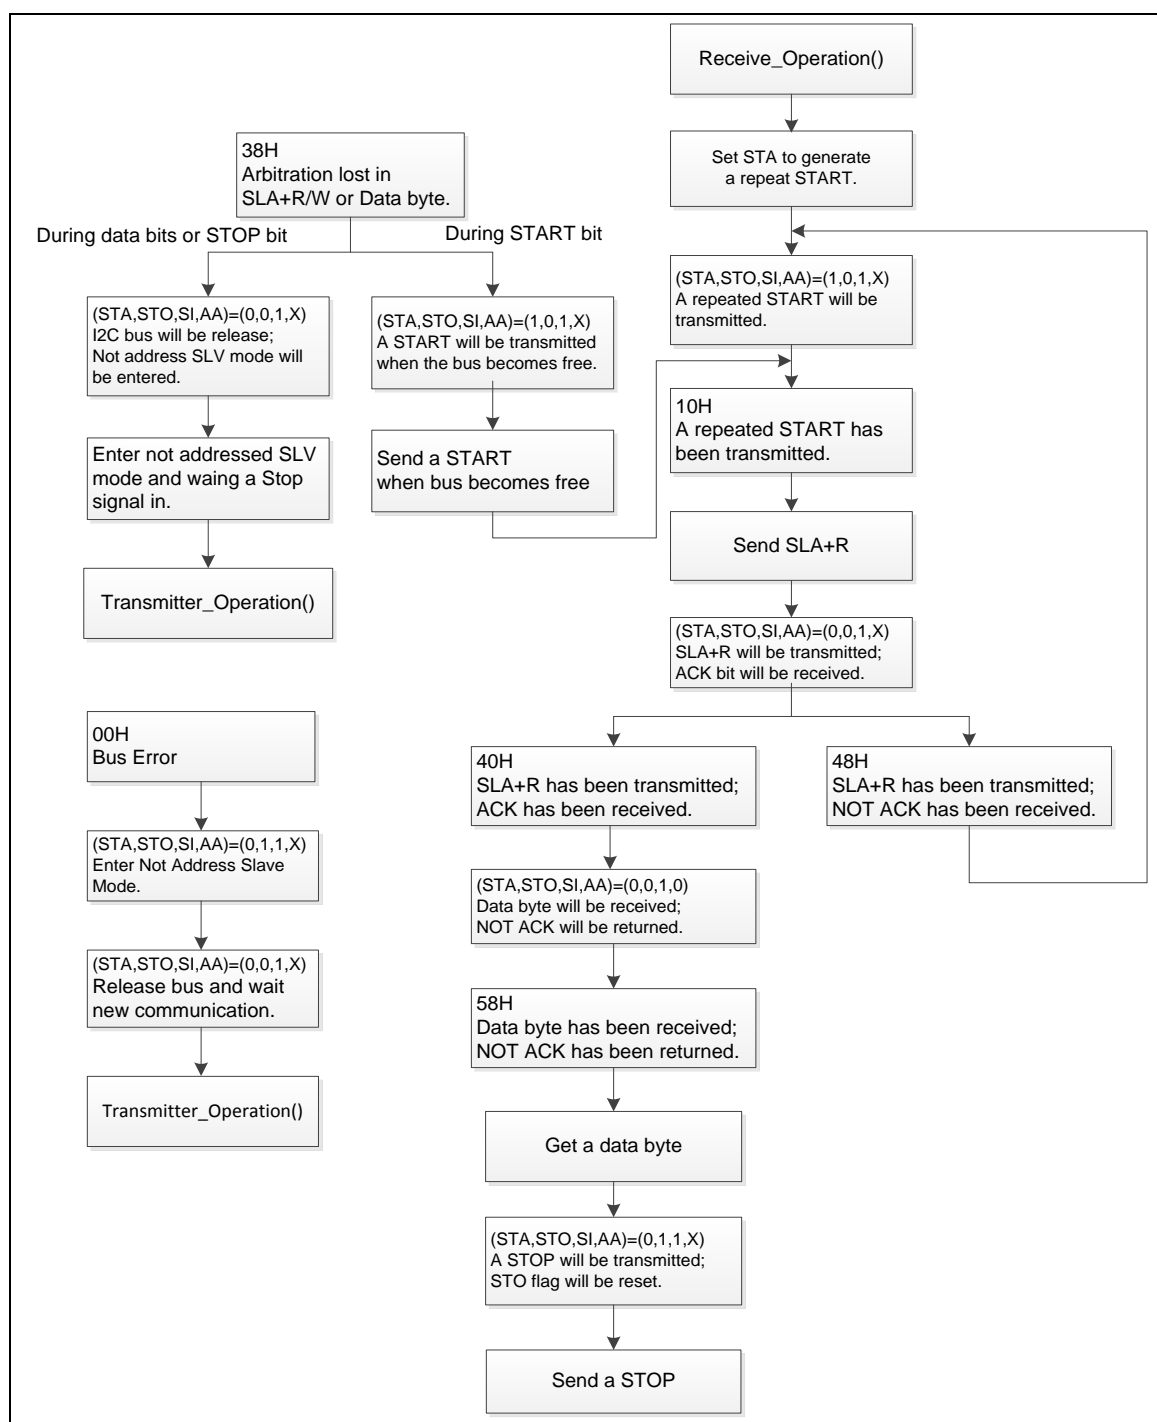 Receive_Operation()
Set STA to generate
a repeat START.
38H
Arbitration lost in
SLA+R/W or Data byte.
During data bits or STOP bit
During START bit
(STA,STO,SI,AA)=(0,0,1,X)
I2C bus will be release;
Not address SLV mode will
be entered.
(STA,STO,SI,AA)=(1,0,1,X)
A START will be transmitted
when the bus becomes free.
(STA,STO,SI,AA)=(1,0,1,X)
A repeated START will be
transmitted.
10H
A repeated START has
been transmitted.
Enter not addressed SLV
mode and waing a Stop
signal in.
Send a START
when bus becomes free
Send SLA+R
Transmitter_Operation()
(STA,STO,SI,AA)=(0,0,1,X)
SLA+R will be transmitted;
ACK bit will be received.
00H
Bus Error
40H
SLA+R has been transmitted;
ACK has been received.
48H
SLA+R has been transmitted;
NOT ACK has been received.
(STA,STO,SI,AA)=(0,1,1,X)
Enter Not Address Slave
Mode.
(STA,STO,SI,AA)=(0,0,1,0)
Data byte will be received;
NOT ACK will be returned.
(STA,STO,SI,AA)=(0,0,1,X)
Release bus and wait
new communication.
58H
Data byte has been received;
NOT ACK has been returned.
Transmitter_Operation()
Get a data byte
(STA,STO,SI,AA)=(0,1,1,X)
A STOP will be transmitted;
STO flag will be reset.
Send a STOP